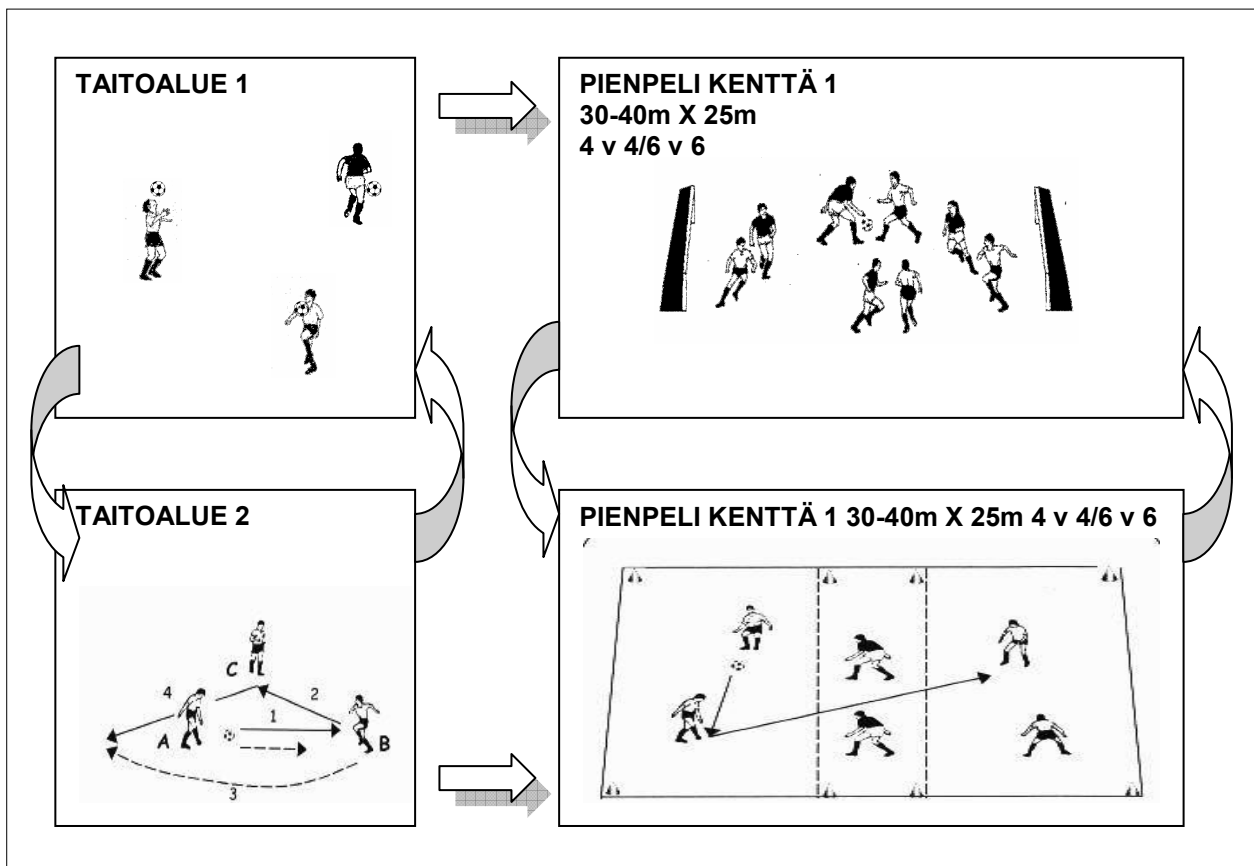 TAITOALUE 1
PIENPELI KENTTÄ 1
30-40m X 25m
4 v 4/6 v 6
TAITOALUE 2
C
4
2
1
A
B
3
PIENPELI KENTTÄ 1 30-40m X 25m 4 v 4/6 v 6